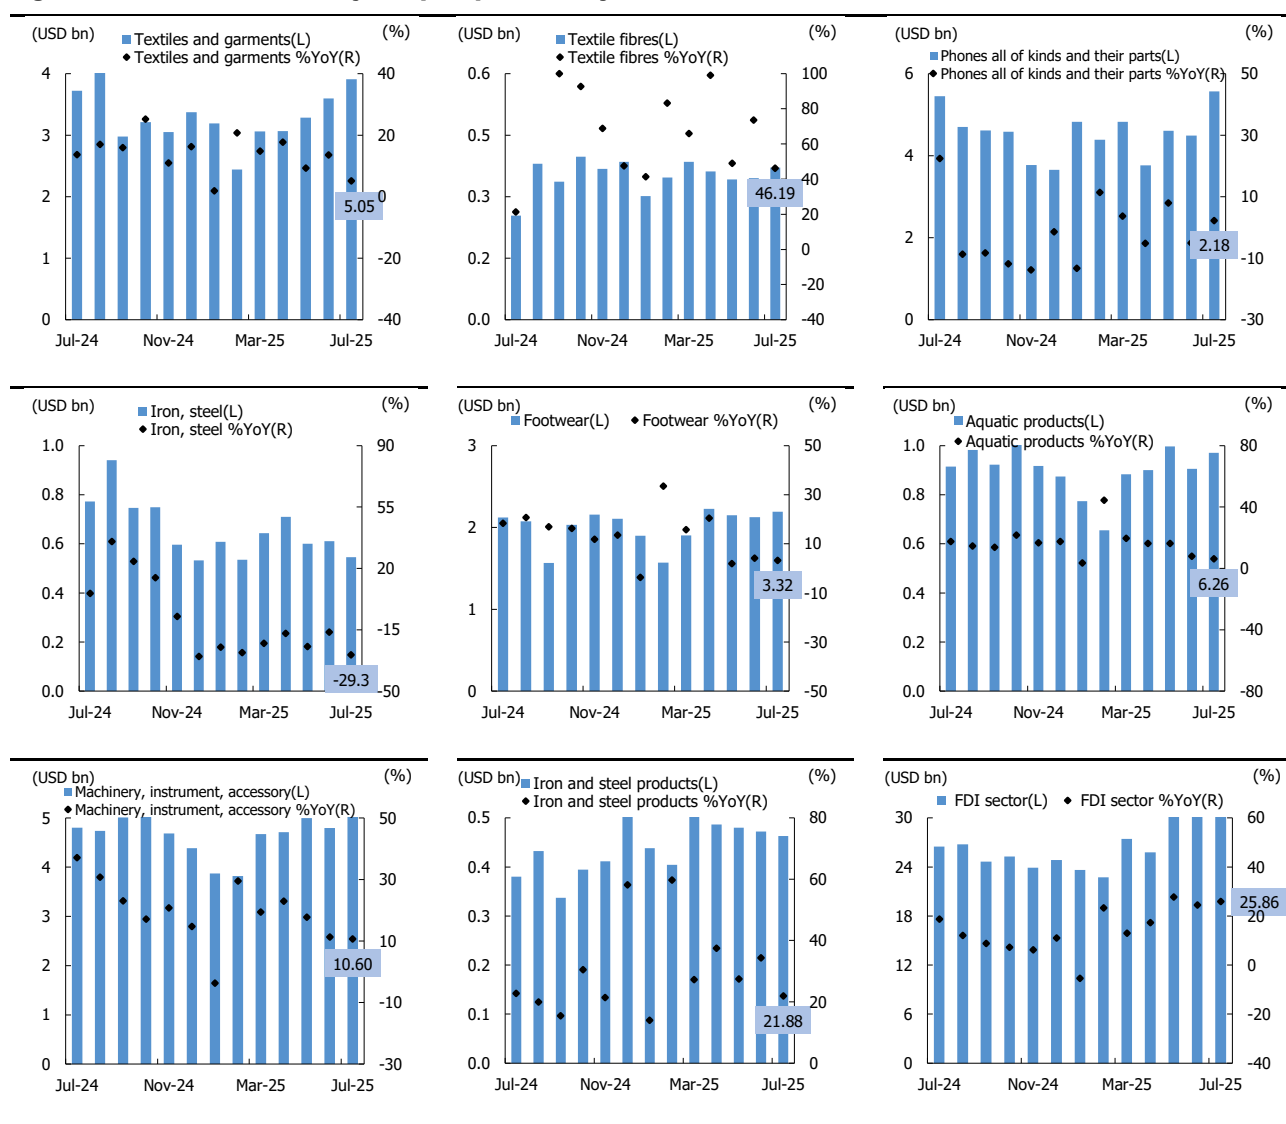 (USD bn) (%)
Textiles and garments(L)
Textiles and garments %YoY(R)
4 40
3 20
2 0
5.05
1 -20
0 -40
Jul-24 Nov-24 Mar-25 Jul-25
(USD bn) (%)
Textile fibres(L)
Textile fibres %YoY(R)
0.6 100
80
0.5 60
40
0.3 46.19
20
0.2 0
-20
0.0 -40
Jul-24 Nov-24 Mar-25 Jul-25
(USD bn) (%)
Phones all of kinds and their parts(L)
Phones all of kinds and their parts %YoY(R)
6 50
30
4
10
2 2.18
-10
0 -30
Jul-24 Nov-24 Mar-25 Jul-25
(USD bn) (%)
Iron, steel(L)
Iron, steel %YoY(R)
1.0 90
0.8 55
0.6 20
0.4
0.2 -15
-29.3
0.0 -50
Jul-24 Nov-24 Mar-25 Jul-25
(USD bn) (%)
Footwear(L) Footwear %YoY(R)
3 50
30
2 10
3.32 -10
1
-30
0 -50
Jul-24 Nov-24 Mar-25 Jul-25
(USD bn) (%)
Aquatic products(L)
Aquatic products %YoY(R)
1.0 80
0.8 40
0.6 0
6.26
0.4
0.2 -40
0.0 -80
Jul-24 Nov-24 Mar-25 Jul-25
(USD bn) (%)
Machinery, instrument, accessory(L)
Machinery, instrument, accessory %YoY(R)
5 50
4 30
3
10
2 10.60
1 -10
0 -30
Jul-24 Nov-24 Mar-25 Jul-25
(USD bn) (%)
Iron and steel products(L)
Iron and steel products %YoY(R)
0.5 80
0.4 60
0.3 40
0.2
20
0.1 21.88
0.0 0
Jul-24 Nov-24 Mar-25 Jul-25
(USD bn) (%)
FDI sector(L) FDI sector %YoY(R)
30 60
24 40
25.86
18 20
12 0
6 -20
0 -40
Jul-24 Nov-24 Mar-25 Jul-25